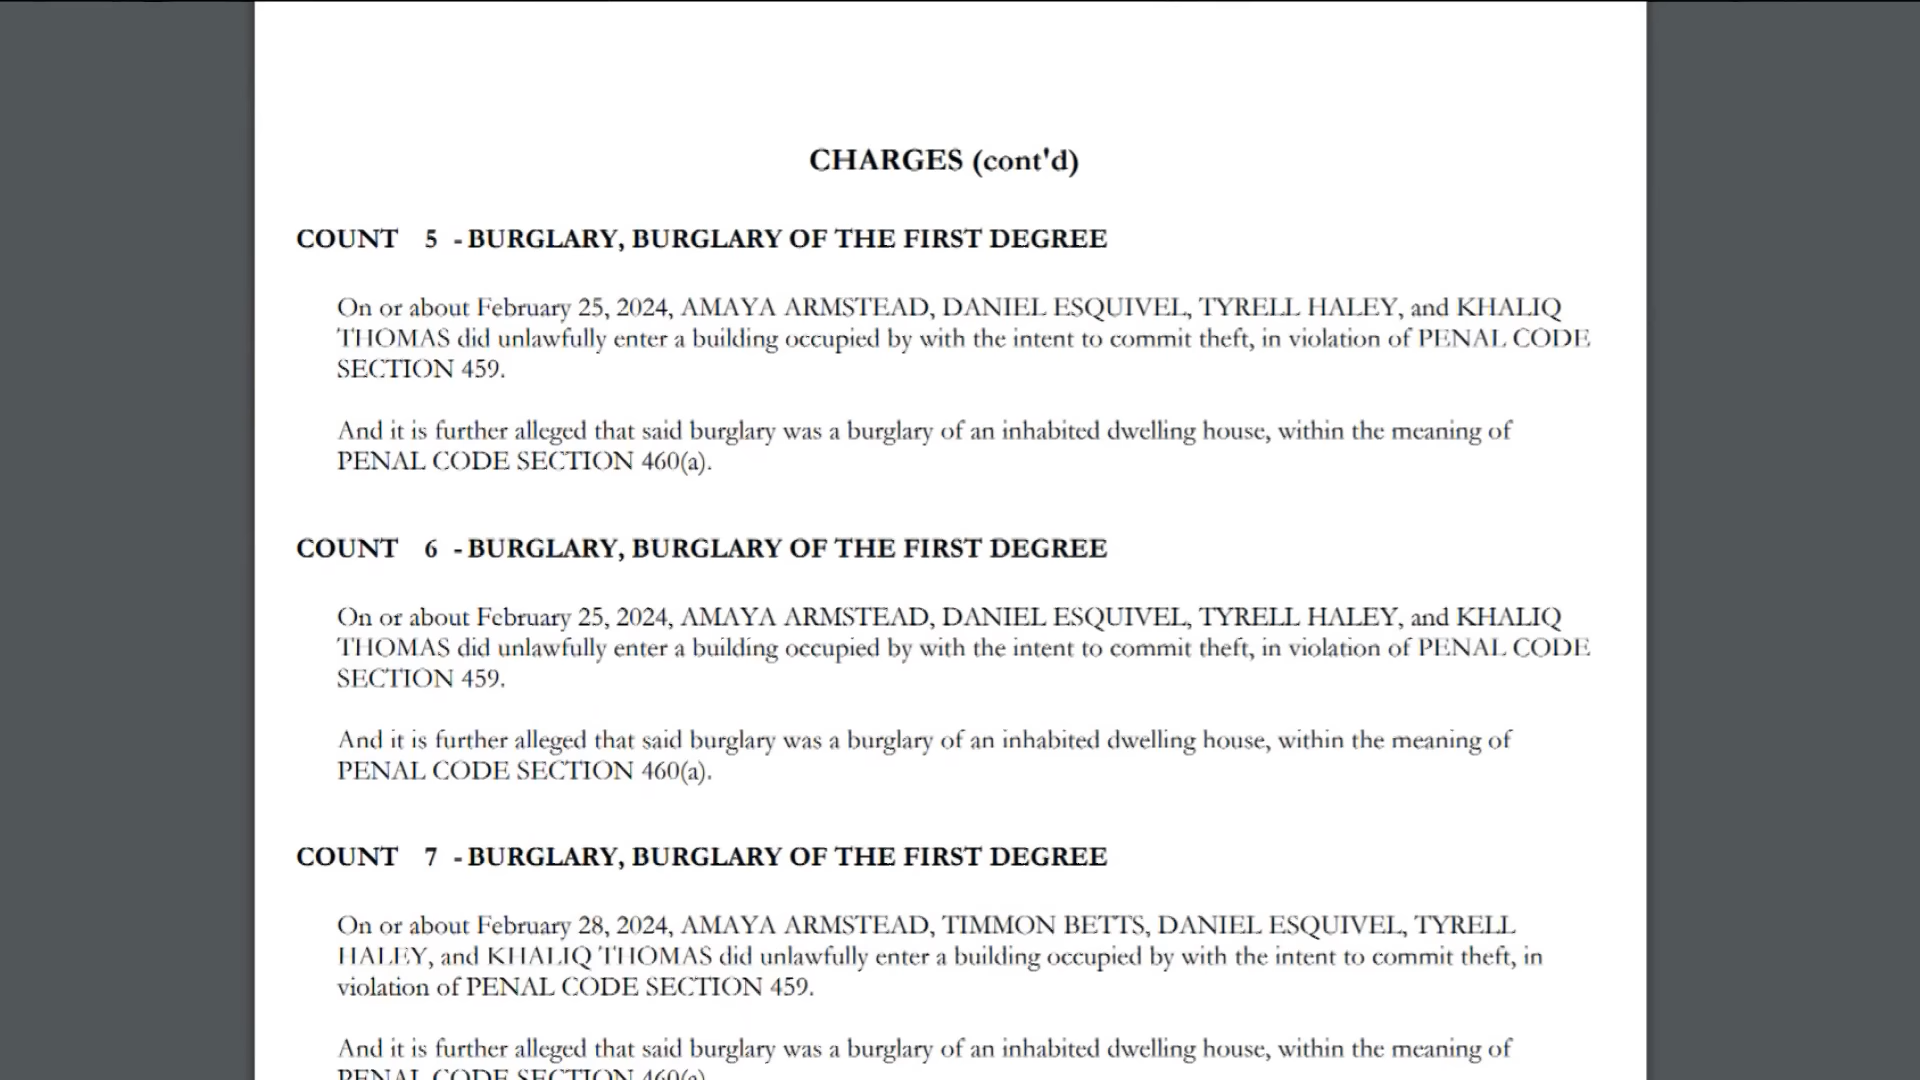 CHARGES (cont'd)
COUNT 5 - BURGLARY, BURGLARY OF THE FIRST DEGREE
On or about February 25, 2024, AMAYA ARMSTEAD, DANIEL ESQUIVEL, TYRELL HALEY, and KHALIQ
THOMAS did unlawfully enter a building occupied by with the intent to commit theft, in violation of PENAL CODE
SECTION 459.
And it is further alleged that said burglary was a burglary of an inhabited dwelling house, within the meaning of
PENAL CODE SECTION 460(a).
COUNT 6 - BURGLARY, BURGLARY OF THE FIRST DEGREE
On or about February 25, 2024, AMAYA ARMSTEAD, DANIEL ESQUIVEL, TYRELL HALEY, and KHALIQ
THOMAS did unlawfully enter a building occupied by with the intent to commit theft, in violation of PENAL CODE
SECTION 459.
And it is further alleged that said burglary was a burglary of an inhabited dwelling house, within the meaning of
PENAL CODE SECTION 460(a).
COUNT 7 - BURGLARY, BURGLARY OF THE FIRST DEGREE
On or about February 28, 2024, AMAYA ARMSTEAD, TIMMON BETTS, DANIEL ESQUIVEL, TYRELL
HALEY, and KHALIQ THOMAS did unlawfully enter a building occupied by with the intent to commit theft, in
violation of PENAL CODE SECTION 459.
And it is further alleged that said burglary was a burglary of an inhabited dwelling house, within the meaning of
PENAL CODE SECTION 460(a).